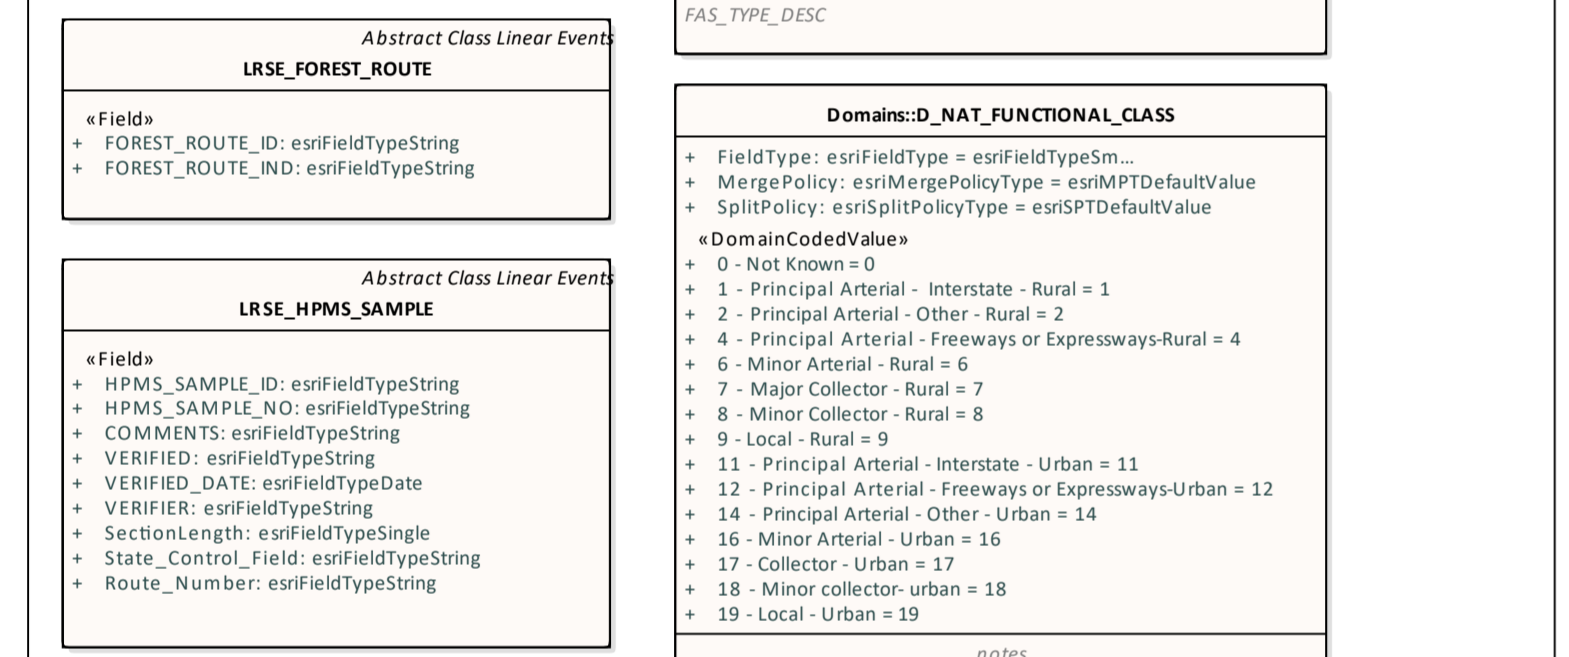 Abstract Class Linear Events
LRSE_FOREST_ROUTE
«Field»
+ FOREST_ROUTE_ID: esriFieldTypeString
+ FOREST_ROUTE_IND: esriFieldTypeString
Abstract Class Linear Events
LRSE_HPMS_SAMPLE
«Field»
+ HPMS_SAMPLE_ID: esriFieldTypeString
+ HPMS_SAMPLE_NO: esriFieldTypeString
+ COMMENTS: esriFieldTypeString
+ VERIFIED: esriFieldTypeString
+ VERIFIED_DATE: esriFieldTypeDate
+ VERIFIER: esriFieldTypeString
+ SectionLength: esriFieldTypeSingle
+ State_Control_Field: esriFieldTypeString
+ Route_Number: esriFieldTypeString
FAS_TYPE_DESC
Domains::D_NAT_FUNCTIONAL_CLASS
+ FieldType: esriFieldType = esriFieldTypeSm...
+ MergePolicy: esriMergePolicyType = esriMPTDefaultValue
+ SplitPolicy: esriSplitPolicyType = esriSPTDefaultValue
«DomainCodedValue»
+ 0 - Not Known = 0
+ 1 - Principal Arterial - Interstate - Rural = 1
+ 2 - Principal Arterial - Other - Rural = 2
+ 4 - Principal Arterial - Freeways or Expressways-Rural = 4
+ 6 - Minor Arterial - Rural = 6
+ 7 - Major Collector - Rural = 7
+ 8 - Minor Collector - Rural = 8
+ 9 - Local - Rural = 9
+ 11 - Principal Arterial - Interstate - Urban = 11
+ 12 - Principal Arterial - Freeways or Expressways-Urban = 12
+ 14 - Principal Arterial - Other - Urban = 14
+ 16 - Minor Arterial - Urban = 16
+ 17 - Collector - Urban = 17
+ 18 - Minor collector- urban = 18
+ 19 - Local - Urban = 19
notes